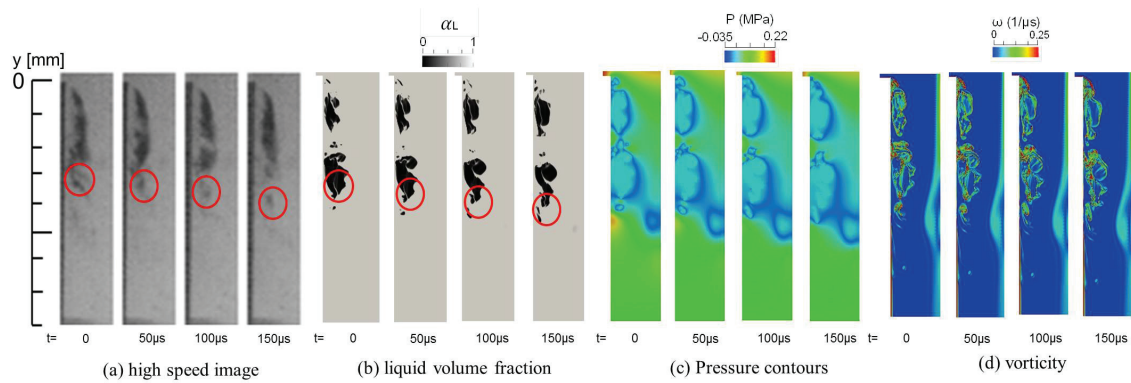 αL
0 1
P (MPa)
-0.035 0.22
ω (1/µs)
0 0.25
y [mm]
0
t= 0 50µs 100µs 150µs
t= 0 50µs 100µs 150µs
t= 0 50µs 100µs 150µs
t= 0 50µs 100µs 150µs
(a) high speed image
(b) liquid volume fraction
(c) Pressure contours
(d) vorticity